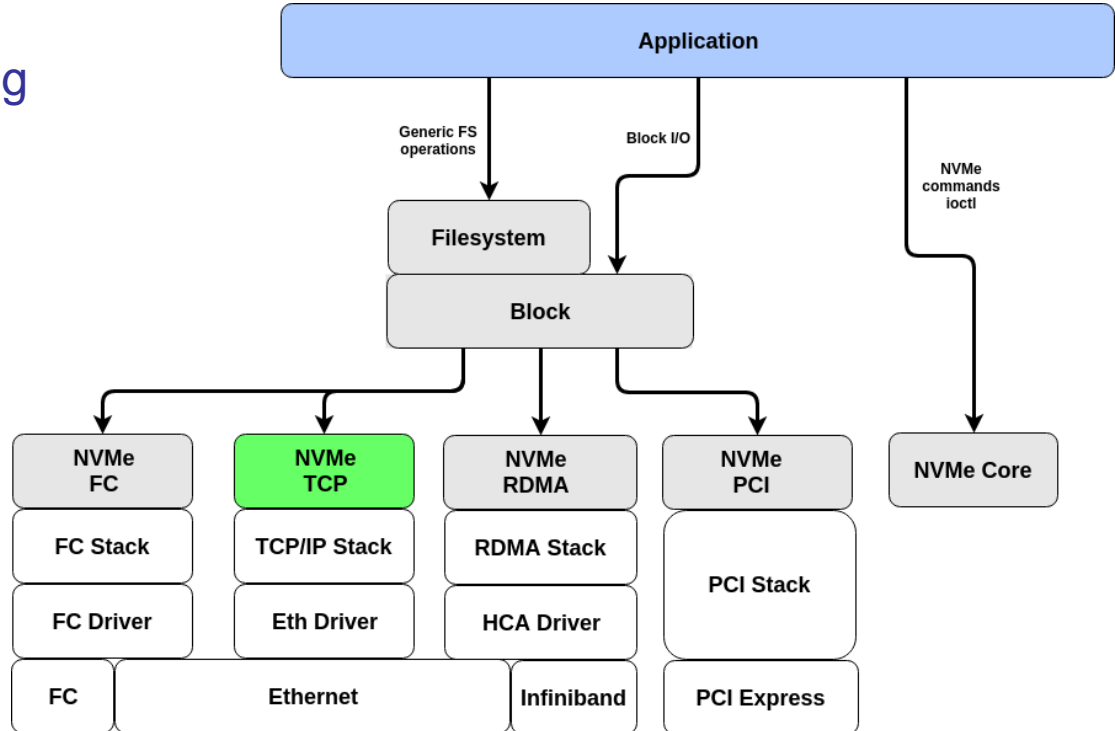 Application
g
Generic FS
operations
Block I/O
NVMe
commands
ioctl
Filesystem
Block
NVMe
FC
NVMe
TCP
NVMe
RDMA
NVMe
PCI
NVMe Core
FC Stack
TCP/IP Stack
RDMA Stack
PCI Stack
FC Driver
Eth Driver
HCA Driver
FC
Ethernet
Infiniband
PCI Express